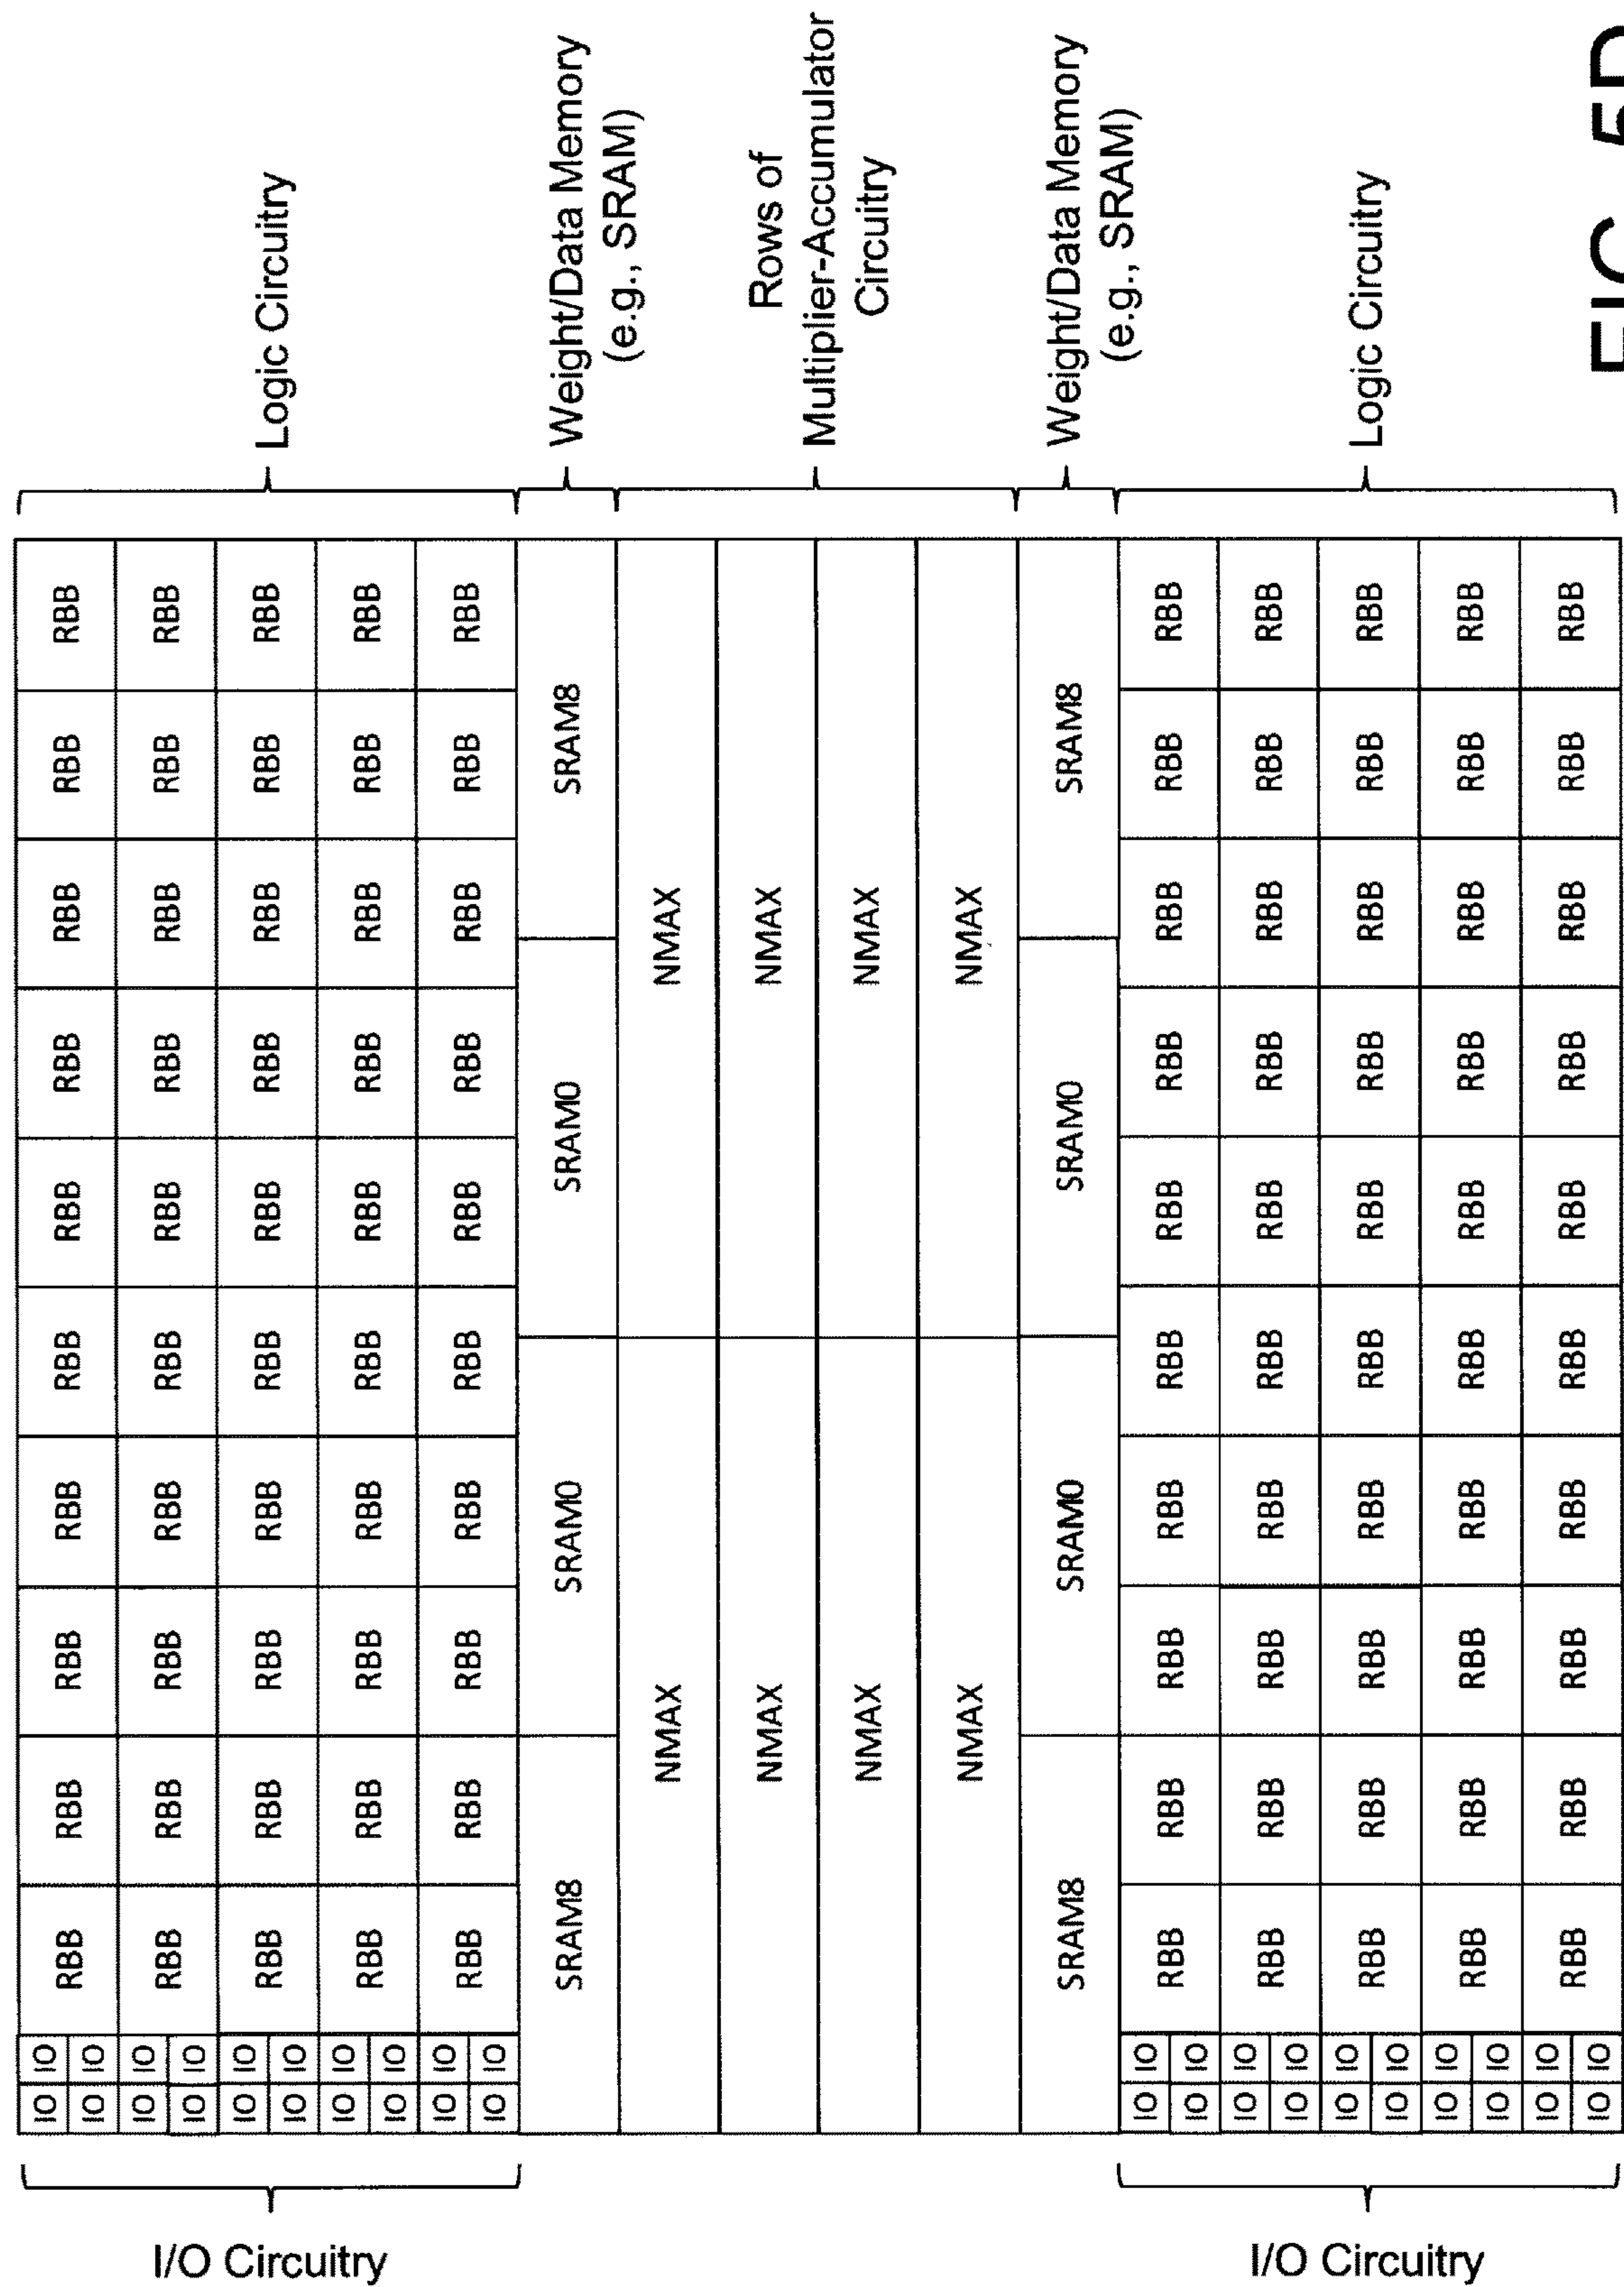 I/O Circuitry
IO IO RBB RBB RBB RBB RBB RBB RBB RBB RBB RBB
IO IO
IO IO RBB RBB RBB RBB RBB RBB RBB RBB RBB RBB
IO IO
IO IO RBB RBB RBB RBB RBB RBB RBB RBB RBB RBB
IO IO
IO IO RBB RBB RBB RBB RBB RBB RBB RBB RBB RBB
IO IO
IO IO RBB RBB RBB RBB RBB RBB RBB RBB RBB RBB
IO IO
Logic Circuitry
SRAM8 SRAM0 SRAM0 SRAM8
Weight/Data Memory
(e.g., SRAM)
NMAX NMAX
NMAX NMAX
NMAX NMAX
NMAX NMAX
Rows of
Multiplier-Accumulator
Circuitry
SRAM8 SRAM0 SRAM0 SRAM8
Weight/Data Memory
(e.g., SRAM)
I/O Circuitry
IO IO RBB RBB RBB RBB RBB RBB RBB RBB RBB RBB
IO IO
IO IO RBB RBB RBB RBB RBB RBB RBB RBB RBB RBB
IO IO
IO IO RBB RBB RBB RBB RBB RBB RBB RBB RBB RBB
IO IO
IO IO RBB RBB RBB RBB RBB RBB RBB RBB RBB RBB
IO IO
IO IO RBB RBB RBB RBB RBB RBB RBB RBB RBB RBB
IO IO
Logic Circuitry